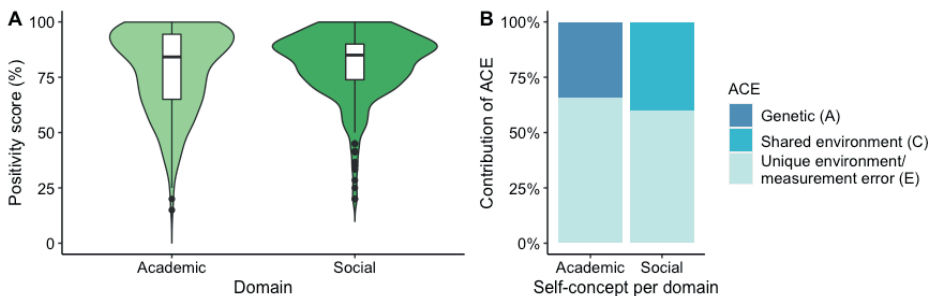 A
Positivity score (%)
100
75
50
25
0
Academic
Social
Domain
B
Contribution of ACE
100%
75%
50%
25%
0%
Academic
Social
Self-concept per domain
ACE
Genetic (A)
Shared environment (C)
Unique environment/
measurement error (E)